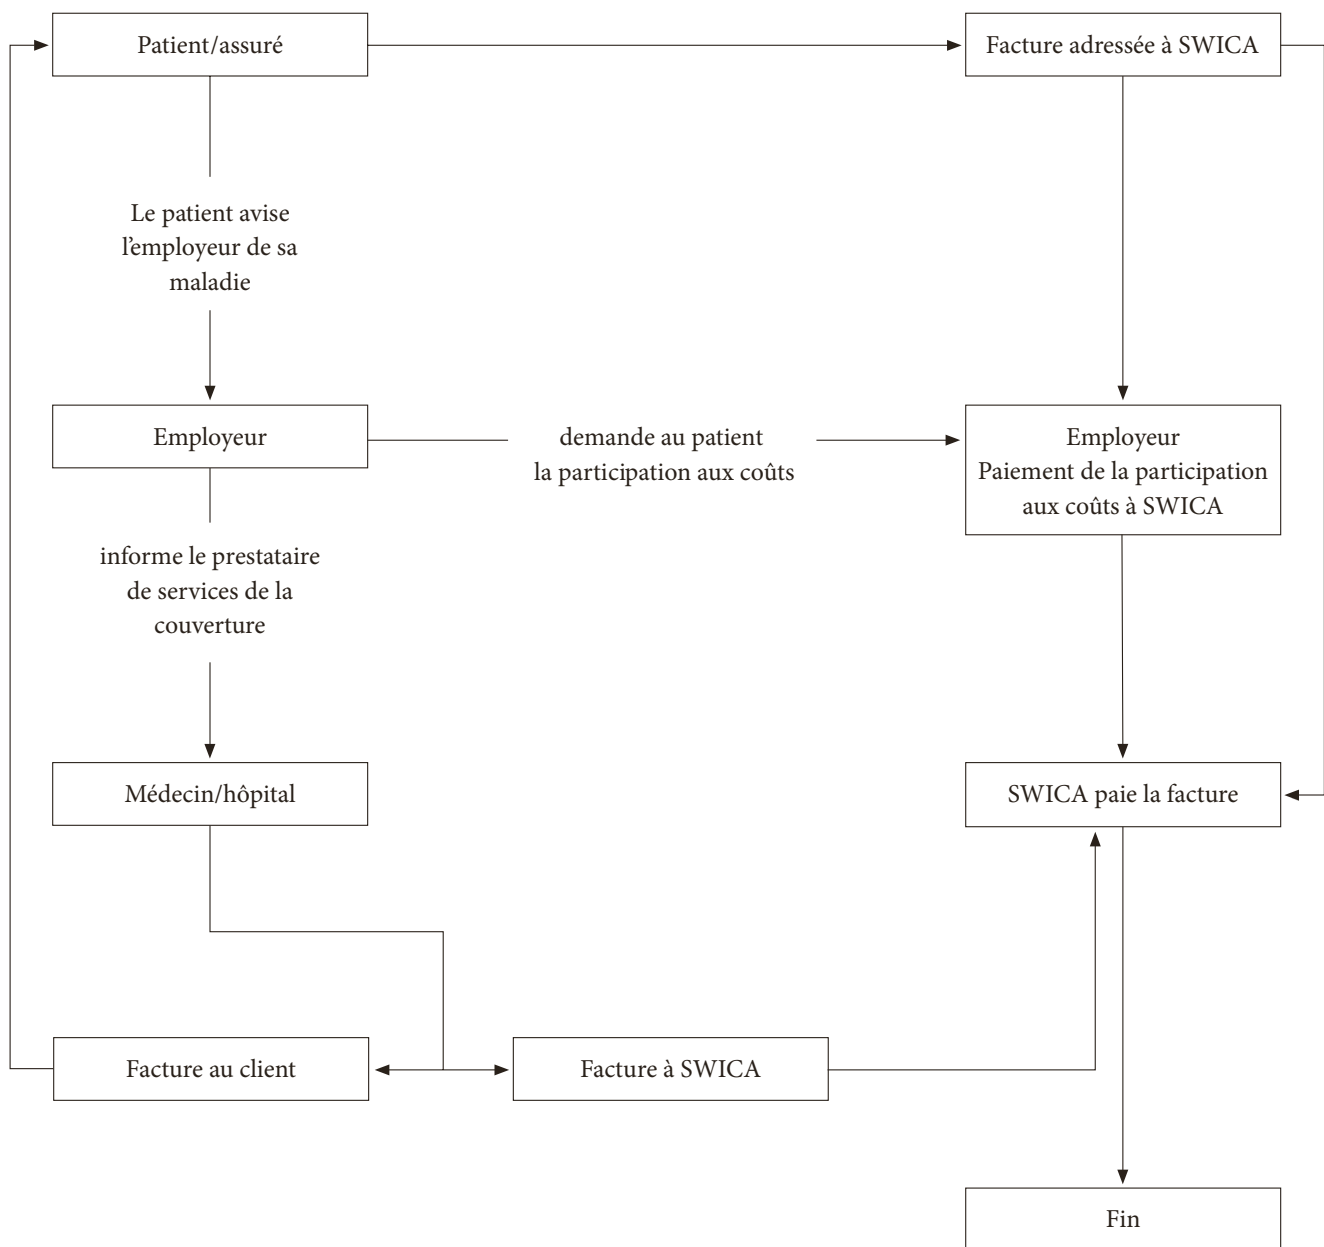 Patient/assuré
Facture adressée à SWICA
Le patient avise
l'employeur de sa
maladie
Employeur
demande au patient
la participation aux coûts
Employeur
Paiement de la participation
aux coûts à SWICA
informe le prestataire
de services de la
couverture
Médecin/hôpital
SWICA paie la facture
Facture au client
Facture à SWICA
Fin